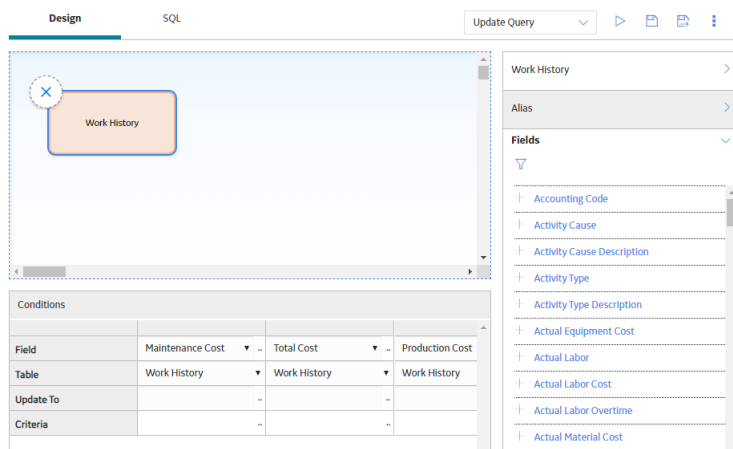 Design
SQL
Update Query
Work History
Work History
Alias
Fields
Accounting Code
Activity Cause
Activity Cause Description
Activity Type
Activity Type Description
Actual Equipment Cost
Actual Labor
Actual Labor Cost
Actual Labor Overtime
Actual Material Cost
Conditions
Field Maintenance Cost .. Total Cost .. Production Cost
Table Work History Work History Work History
Update To .. ..
Criteria .. ..